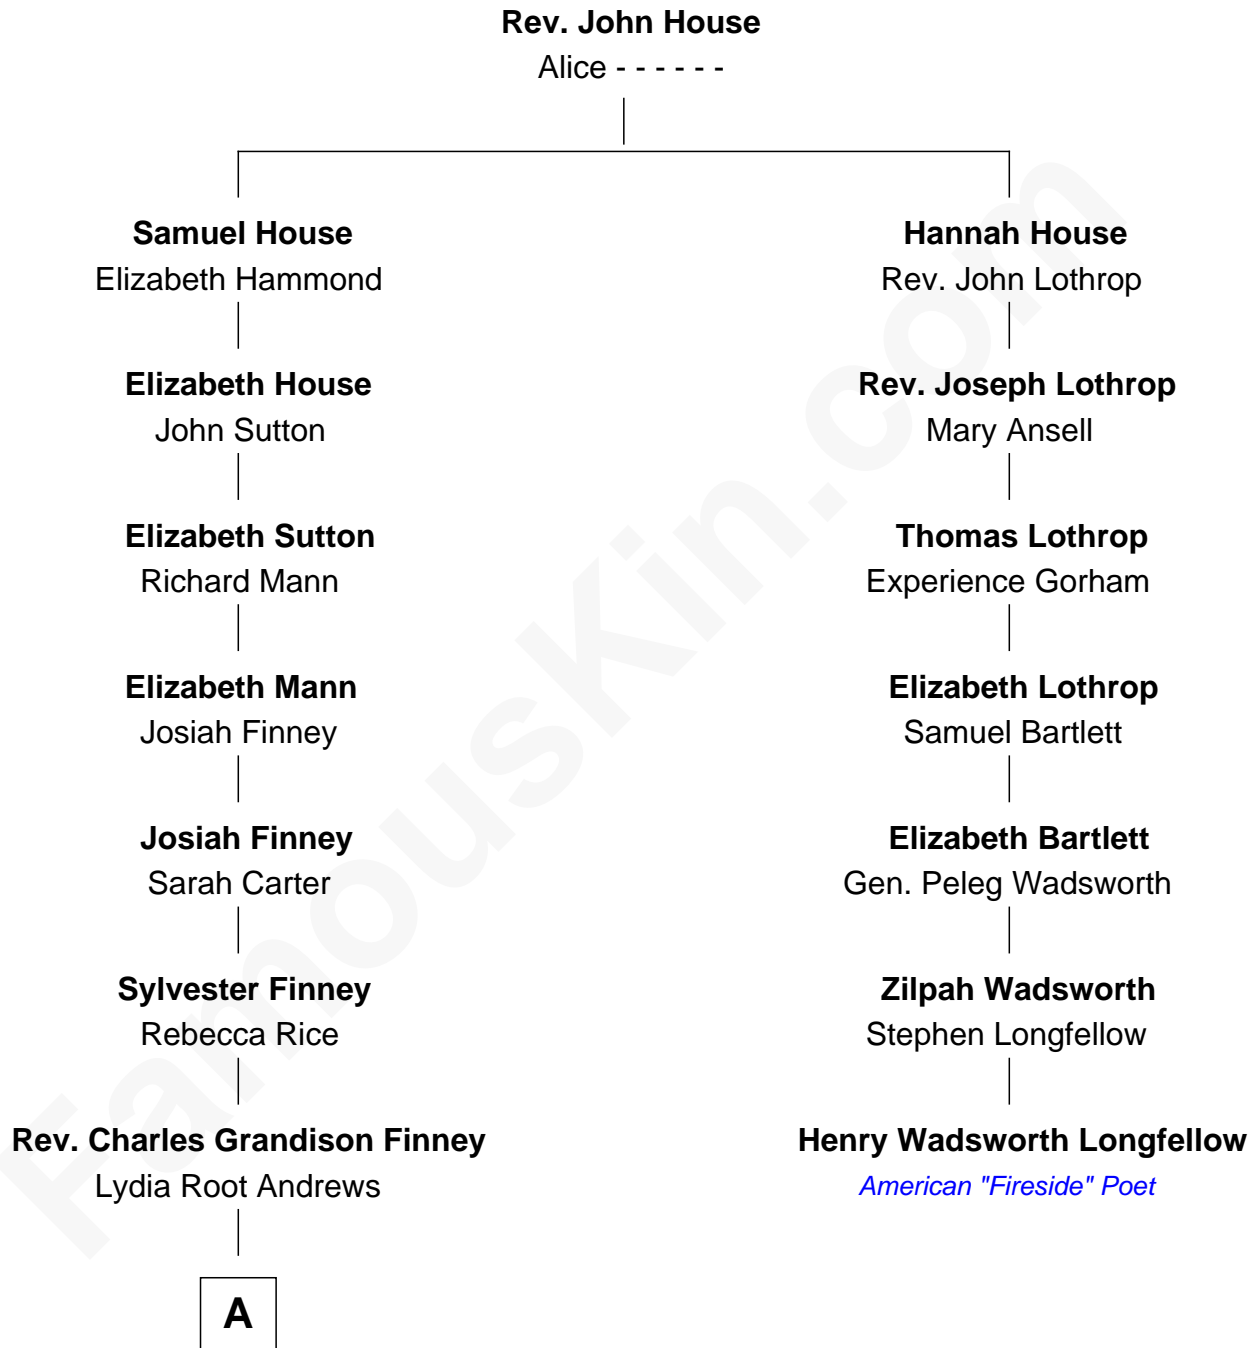 Rev. John House
Alice - - - - - -
Samuel House
Elizabeth Hammond
Hannah House
Rev. John Lothrop
Elizabeth House
John Sutton
Rev. Joseph Lothrop
Mary Ansell
Elizabeth Sutton
Richard Mann
Thomas Lothrop
Experience Gorham
Elizabeth Mann
Josiah Finney
Elizabeth Lothrop
Samuel Bartlett
Josiah Finney
Sarah Carter
Elizabeth Bartlett
Gen. Peleg Wadsworth
Sylvester Finney
Rebecca Rice
Zilpah Wadsworth
Stephen Longfellow
Rev. Charles Grandison Finney
Lydia Root Andrews
Henry Wadsworth Longfellow
American "Fireside" Poet
A
FamousKin.com